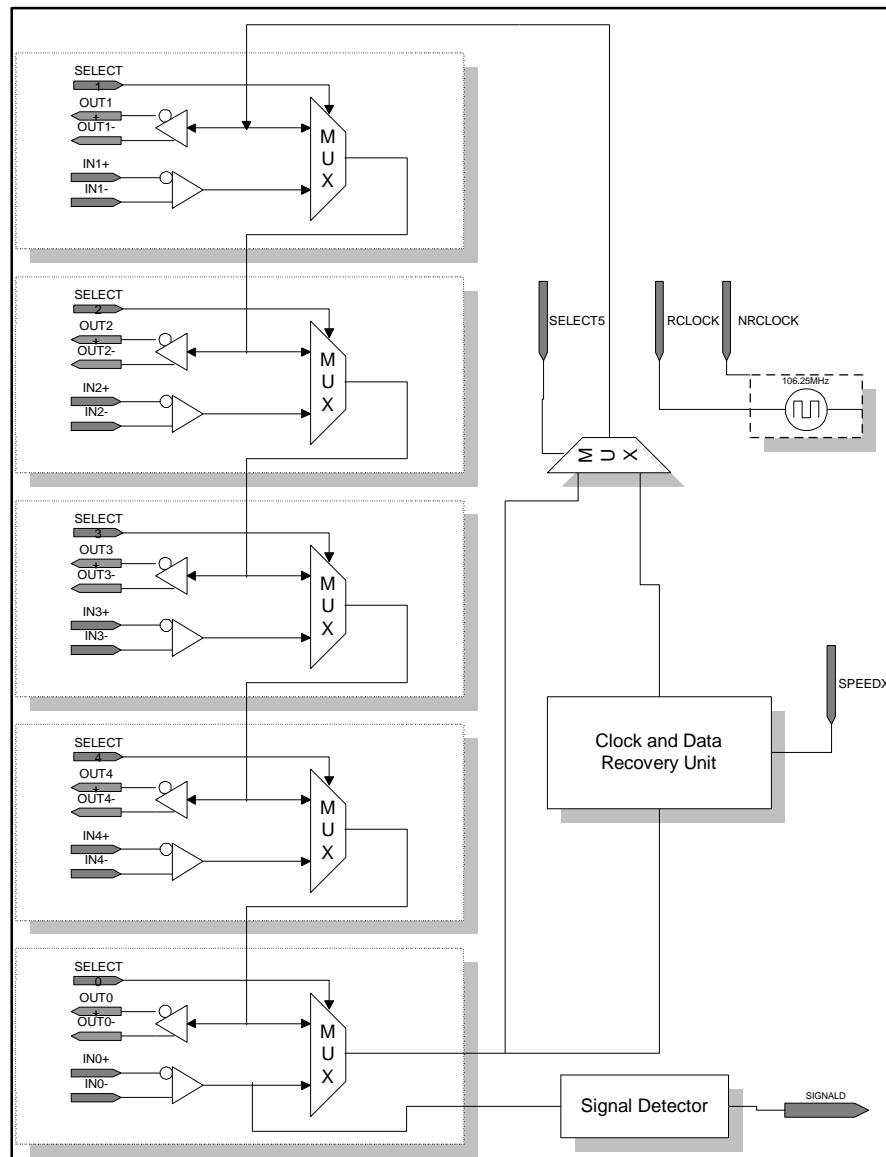 SELECT
1
OUT1
+
OUT1-
IN1+
IN1-
M
U
X
SELECT
2
OUT2
+
OUT2-
IN2+
IN2-
M
U
X
SELECT5
RCLOCK
NRCLOCK
106.25MHz
M U X
SELECT
3
OUT3
+
OUT3-
IN3+
IN3-
M
U
X
SPEEDX
Clock and Data
Recovery Unit
SELECT
4
OUT4
+
OUT4-
IN4+
IN4-
M
U
X
SELECT
0
OUT0
+
OUT0-
IN0+
IN0-
M
U
X
Signal Detector
SIGNALD